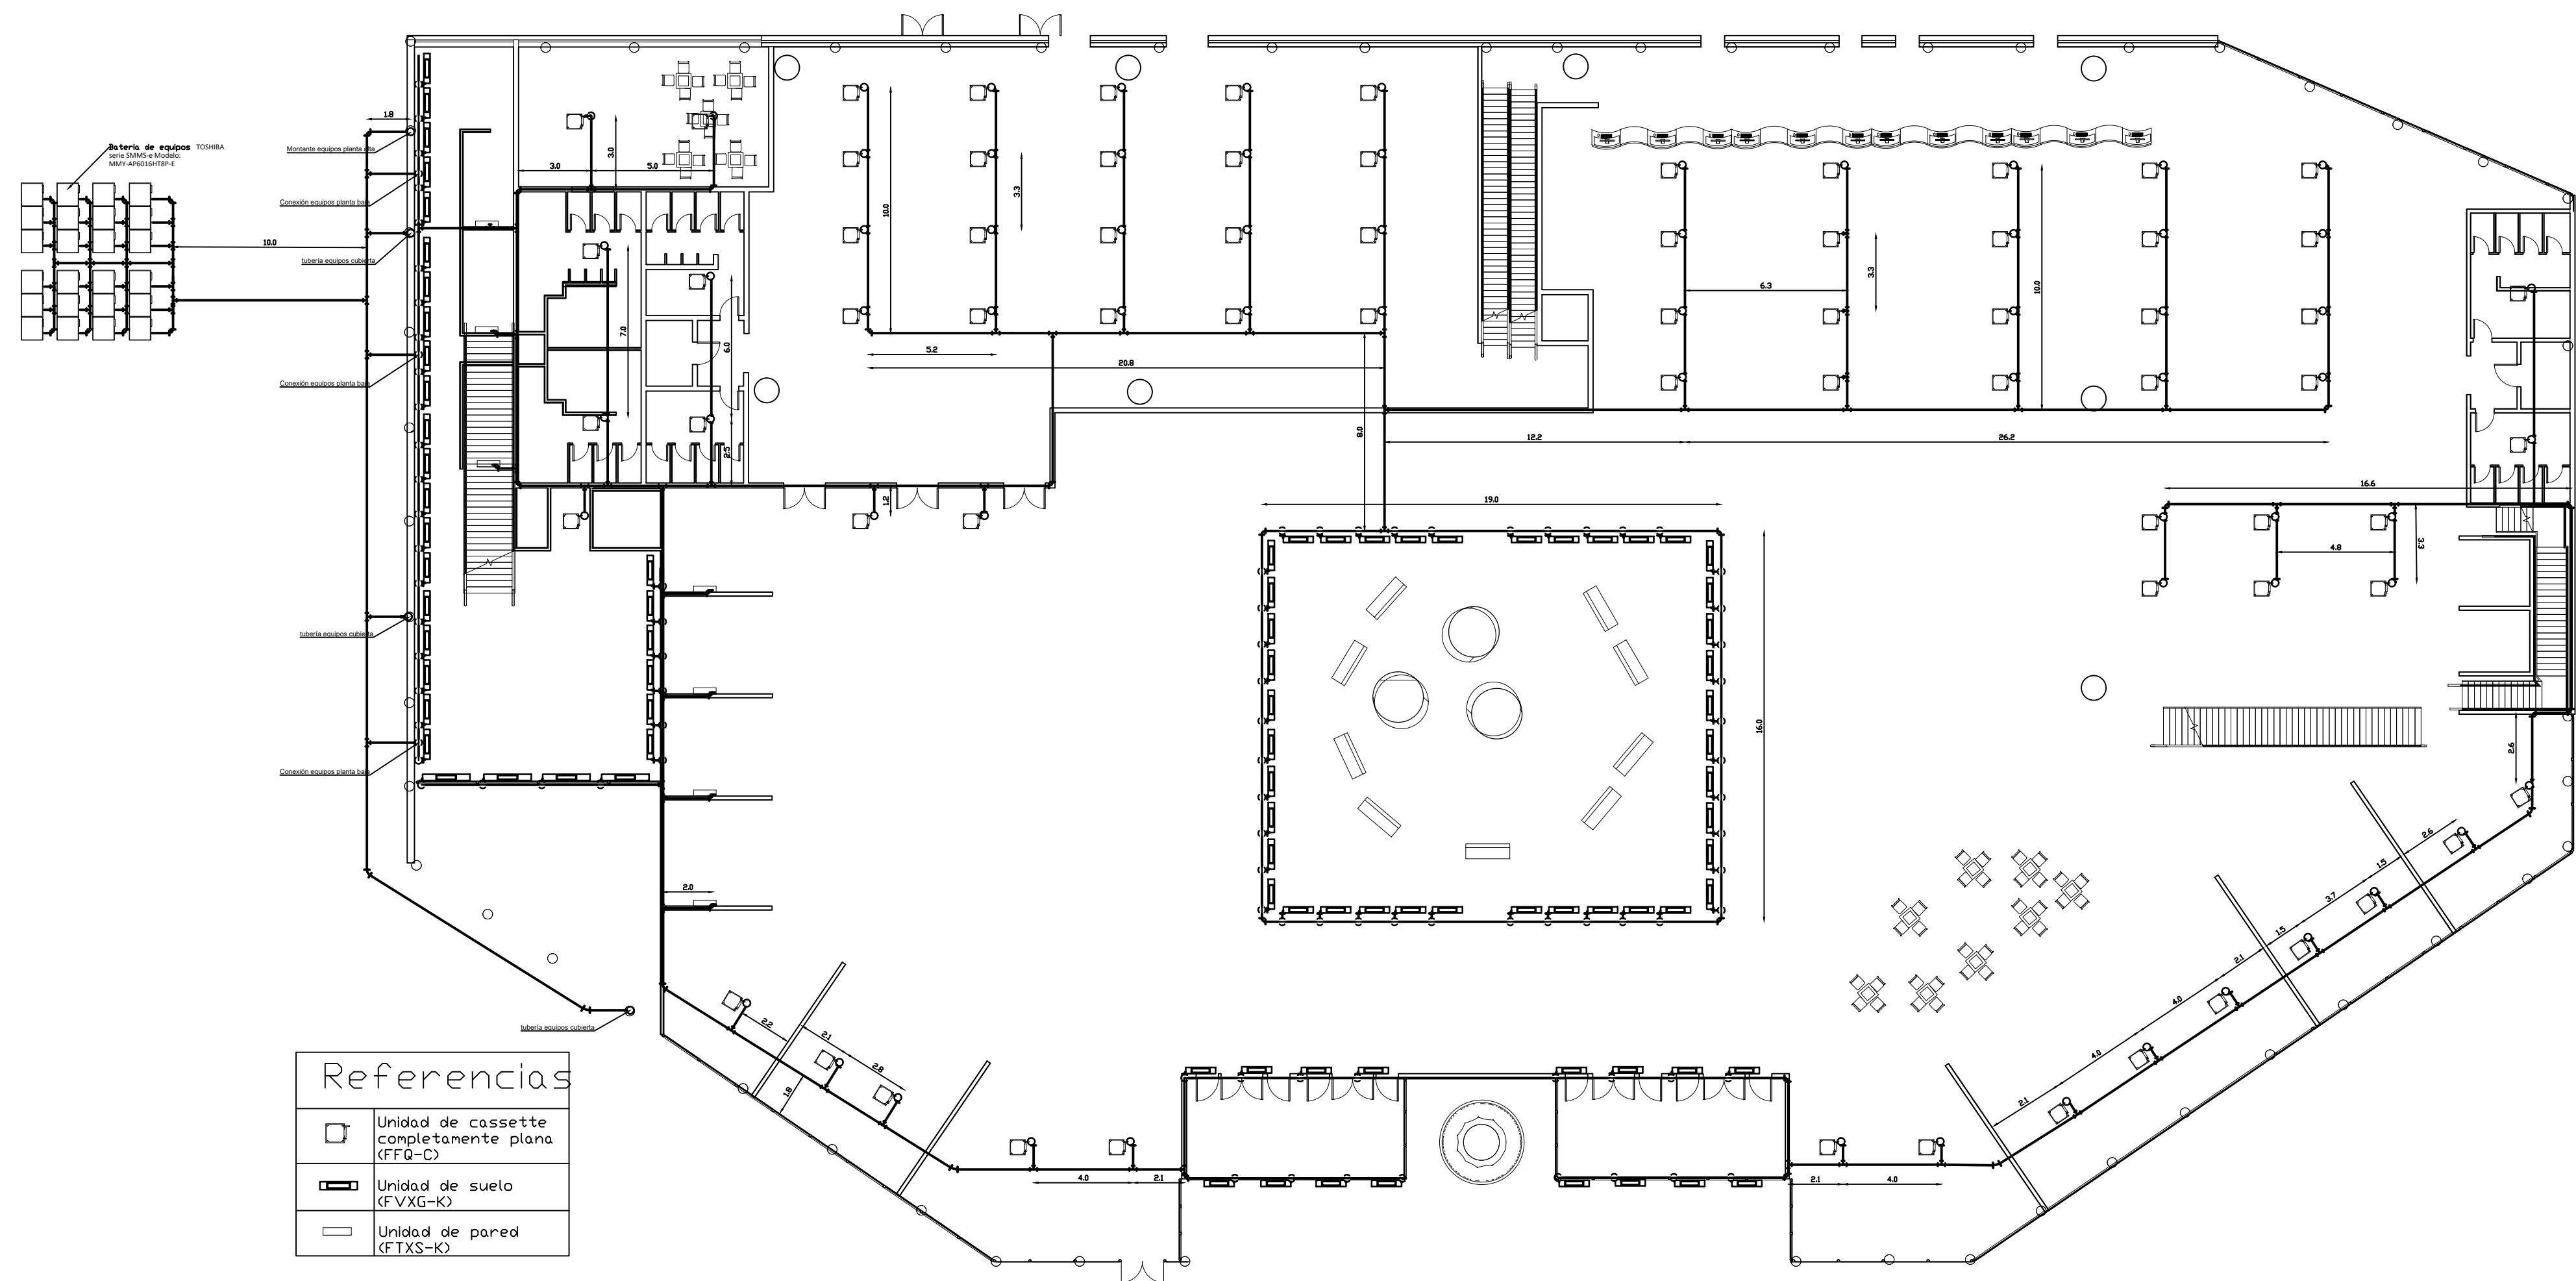 Bateria de equipos TOSHIBA
serie SMMS-e Modelo:
MMY-AP6016HT8P-E
1.8
Montante equipos planta alta
Conexión equipos planta baja
10.0
tubería equipos cubierta
Conexión equipos planta baja
tubería equipos cubierta
Conexión equipos planta baja
tubería equipos cubierta
3.0
3.0
5.0
7.0
6.0
2.5
1.2
10.0
3.3
5.2
20.8
8.0
6.3
3.3
10.0
12.2
26.2
19.0
16.0
16.6
4.8
3.3
2.6
2.0
2.2
2.1
2.8
1.8
4.0
2.1
2.1
4.0
2.1
4.0
4.0
2.1
1.5
3.7
1.5
2.6
Referencias
Unidad de cassette
completamente plana
(FFQ-C)
Unidad de suelo
(FVXG-K)
Unidad de pared
(FTXS-K)